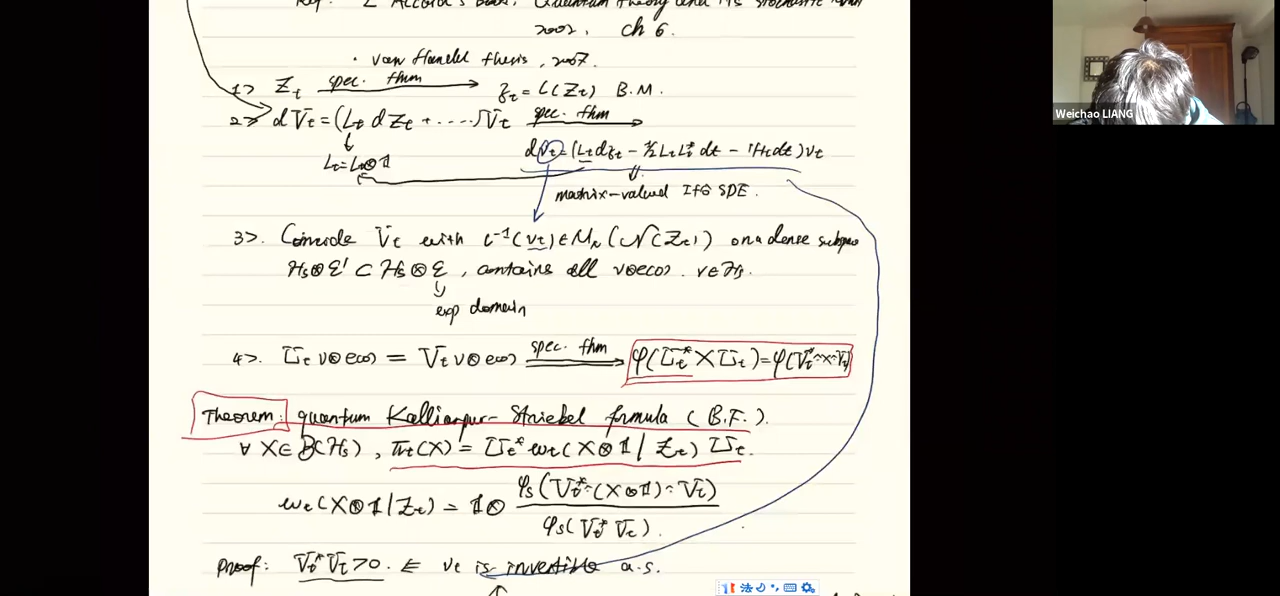 Ref. L Accardi's book, Quantum theory and its stochastic
2002, ch 6.
· van Handel thesis, 2007.
1> Z_t spec. thm → z_t = ι(Z_t) B.M.
2> dV_t = (L_t dZ_t + ....)V_t spec. thm →
L_t = L_0⊗𝟙
dv_t = (L_t dz_t - 1/2 L_t L_t^* dt - iH_t dt) v_t
matrix-valued Itô SDE.
3>. Coincide V_t with ι^{-1}(v_t) ∈ M_n(N(Z_t)) on a dense
H_s⊗ℰ' ⊂ H_s⊗ℰ, contains all v⊗e(0). v∈H_s.
exp domain
4>. U_t v⊗e(0) = V_t v⊗e(0) spec. thm → φ(U_t^* X U_t) = φ(V_t^* ~ X ~ V_t)
Theorem: quantum Kallianpur-Striebel formula (B.F.).
∀ X∈B(H_s), π_t(X) = U_t^* w_t(X⊗𝟙 / Z_t) U_t.
w_t(X⊗𝟙 / Z_t) = 𝟙⊗ φ_s(V_t^* ~ (X⊗𝟙) ~ V_t) / φ_s(V_t^* V_t).
Proof: V_t^* V_t > 0. ⇐ v_t is invertible a.s.
Weichao LIANG
法